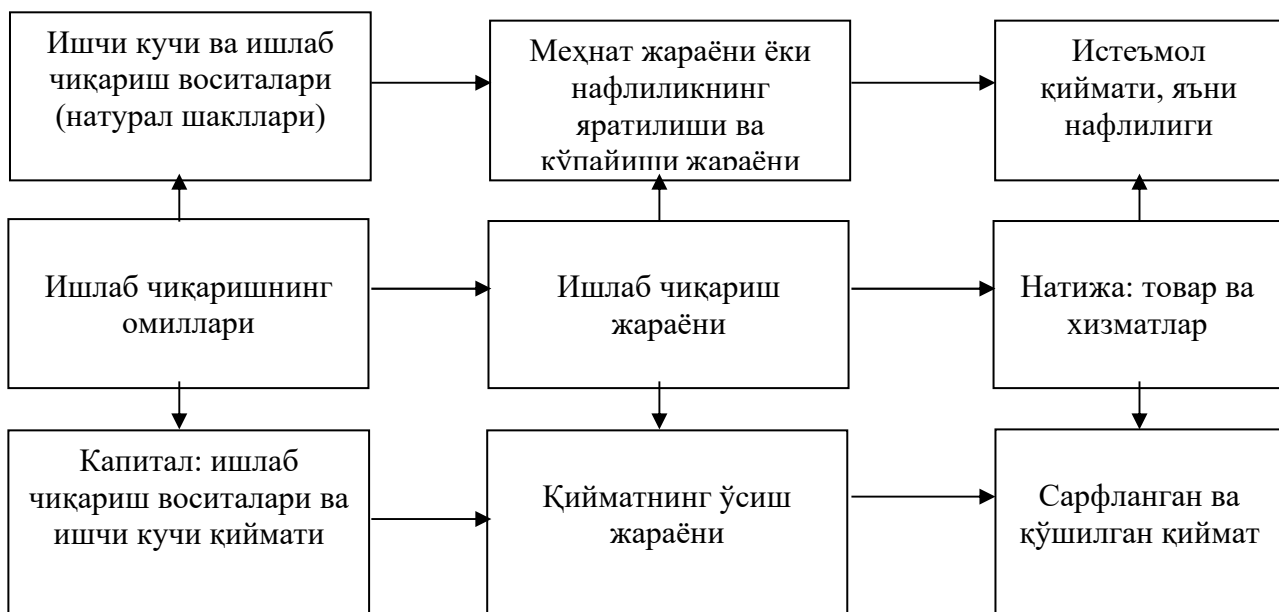 Ишчи кучи ва ишлаб
чиқариш воситалари
(натурал шакллари)
Меҳнат жараёни ёки
нафлиликнинг
яратилиши ва
кўпайиши жараёни
Истеъмол
қиймати, яъни
нафлилиги
Ишлаб чиқаришнинг
омиллари
Ишлаб чиқариш
жараёни
Натижа: товар ва
хизматлар
Капитал: ишлаб
чиқариш воситалари ва
ишчи кучи қиймати
Қийматнинг ўсиш
жараёни
Сарфланган ва
қўшилган қиймат